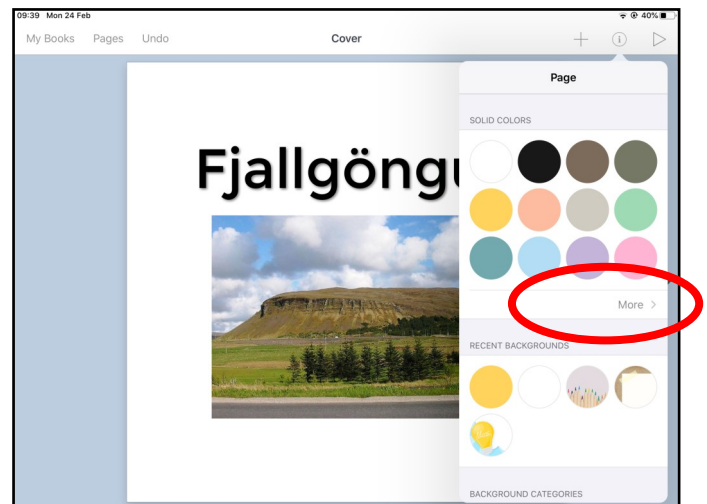 09:39 Mon 24 Feb 40%
My Books Pages Undo Cover
Page
SOLID COLORS
Fjallgöngu
More >
RECENT BACKGROUNDS
BACKGROUND CATEGORIES